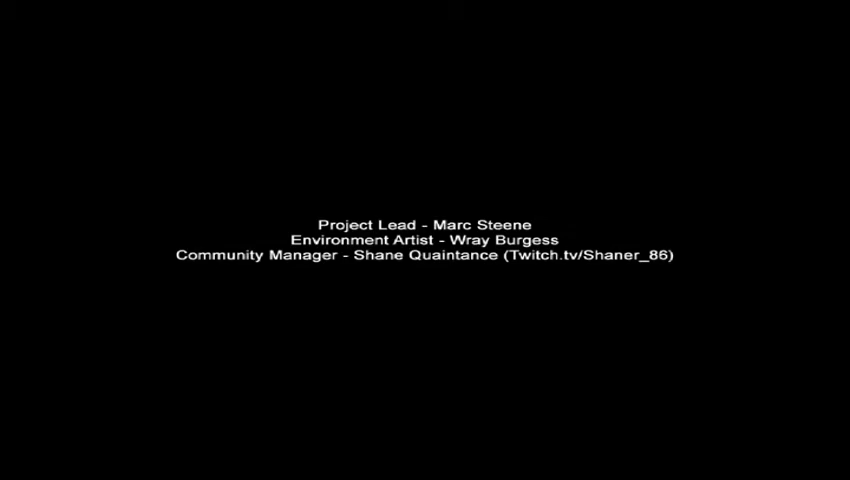 Project Lead - Marc Steene
Environment Artist - Wray Burgess
Community Manager - Shane Quaintance (Twitch.tv/Shaner_86)